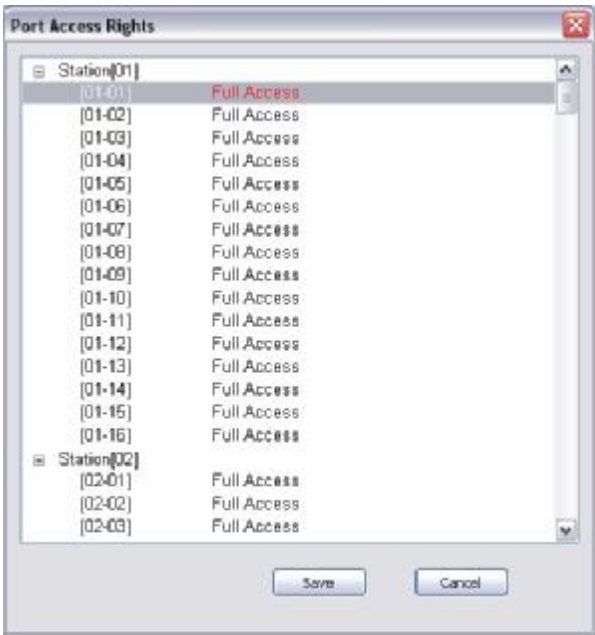 Port Access Rights
Station[01]
[01-01] Full Access
[01-02] Full Access
[01-03] Full Access
[01-04] Full Access
[01-05] Full Access
[01-06] Full Access
[01-07] Full Access
[01-08] Full Access
[01-09] Full Access
[01-10] Full Access
[01-11] Full Access
[01-12] Full Access
[01-13] Full Access
[01-14] Full Access
[01-15] Full Access
[01-16] Full Access
Station[02]
[02-01] Full Access
[02-02] Full Access
[02-03] Full Access
Save Cancel